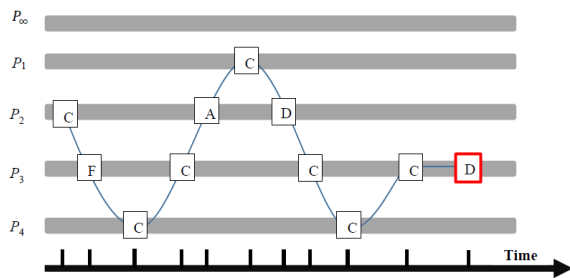 P∞
P1 C
P2 C A D
P3 F C C C D
P4 C C
Time